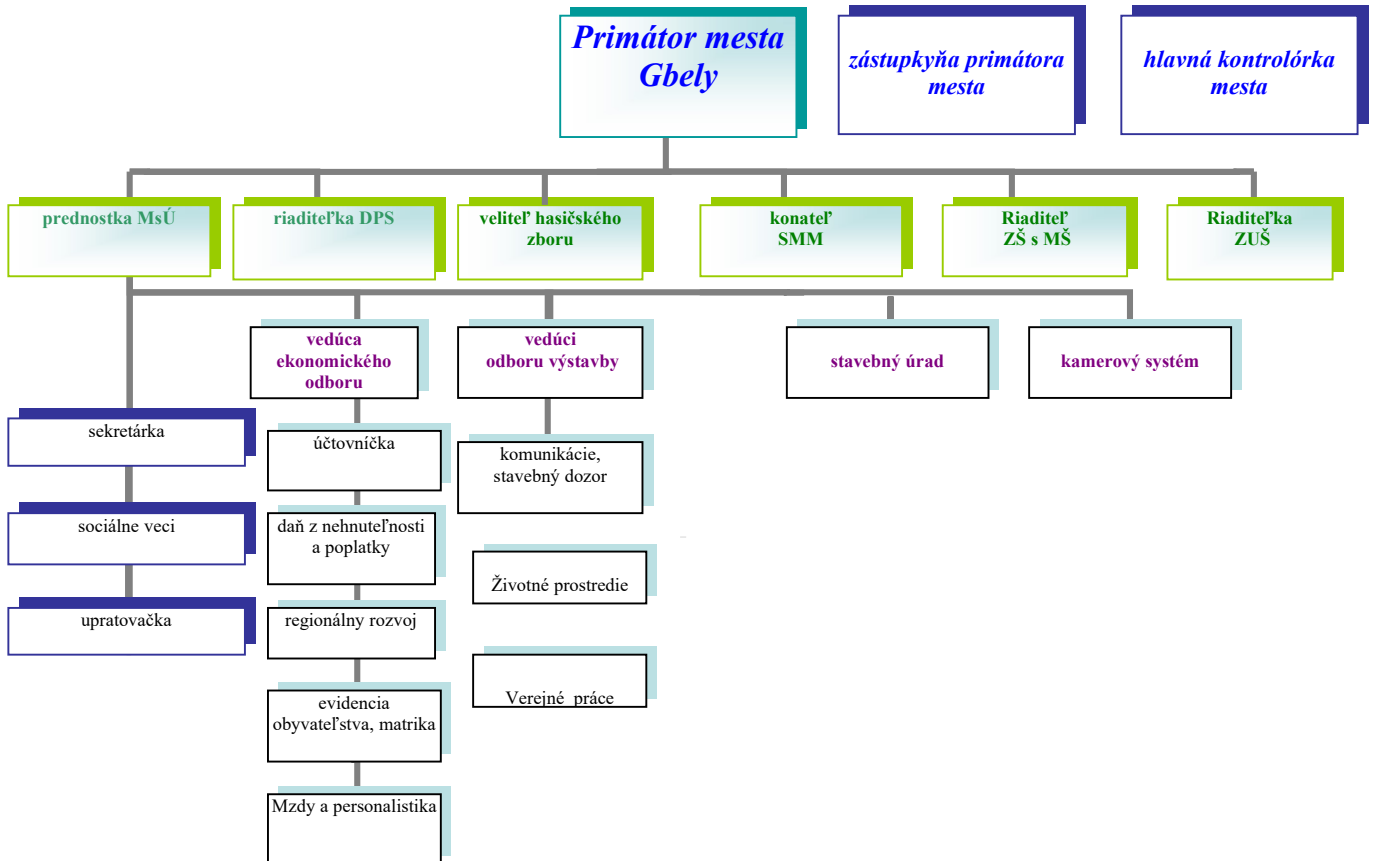 Primátor mesta
Gbely
zástupkyňa primátora
mesta
hlavná kontrolórka
mesta
prednostka MsÚ
riaditeľka DPS
veliteľ hasičského
zboru
konateľ
SMM
Riaditeľ
ZŠ s MŠ
Riaditeľka
ZUŠ
vedúca
ekonomického
odboru
vedúci
odboru výstavby
stavebný úrad
kamerový systém
sekretárka
sociálne veci
upratovačka
účtovníčka
daň z nehnuteľnosti
a poplatky
regionálny rozvoj
evidencia
obyvateľstva, matrika
Mzdy a personalistika
komunikácie,
stavebný dozor
Životné prostredie
Verejné  práce